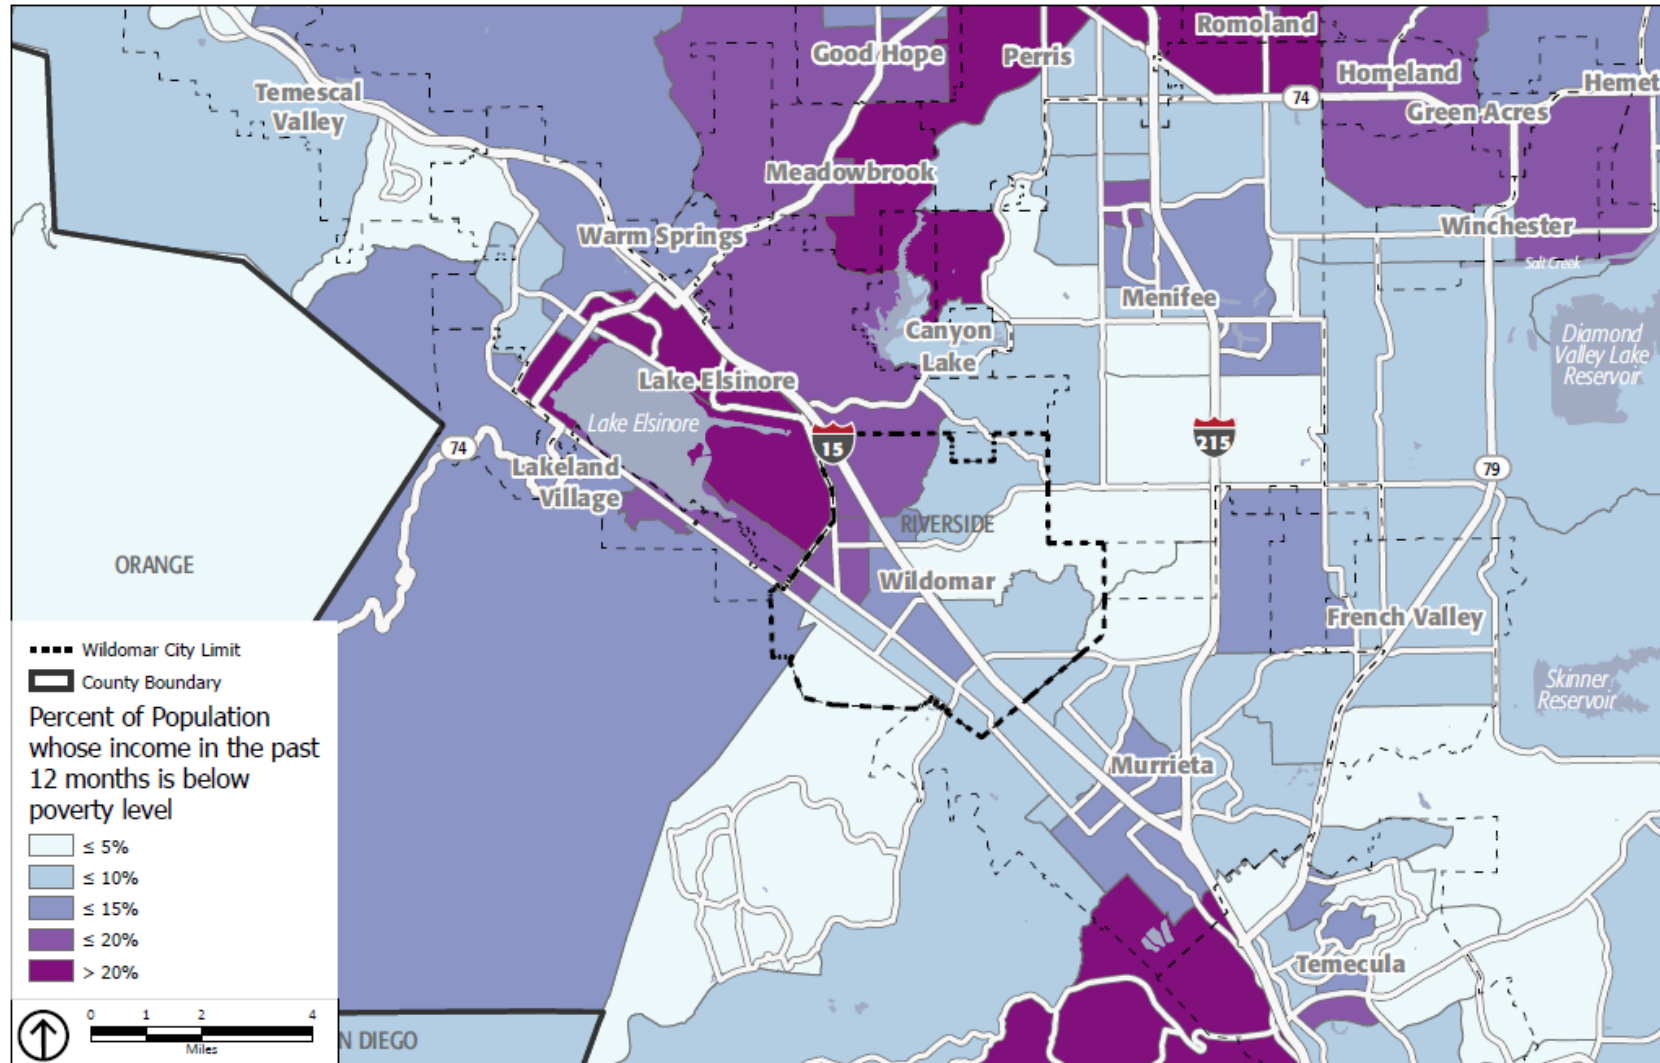 Romoland
Good Hope
Perris
Homeland
Hemet
Temescal
Valley
74
Green Acres
Meadowbrook
Warm Springs
Winchester
Salt Creek
Menifee
Canyon
Lake
Diamond
Valley Lake
Reservoir
Lake Elsinore
Lake Elsinore
15
215
74
79
Lakeland
Village
RIVERSIDE
ORANGE
Wildomar
French Valley
Skinner
Reservoir
Murrieta
Temecula
Wildomar City Limit
County Boundary
Percent of Population
whose income in the past
12 months is below
poverty level
≤ 5%
≤ 10%
≤ 15%
≤ 20%
> 20%
0 1 2 4
Miles
N DIEGO